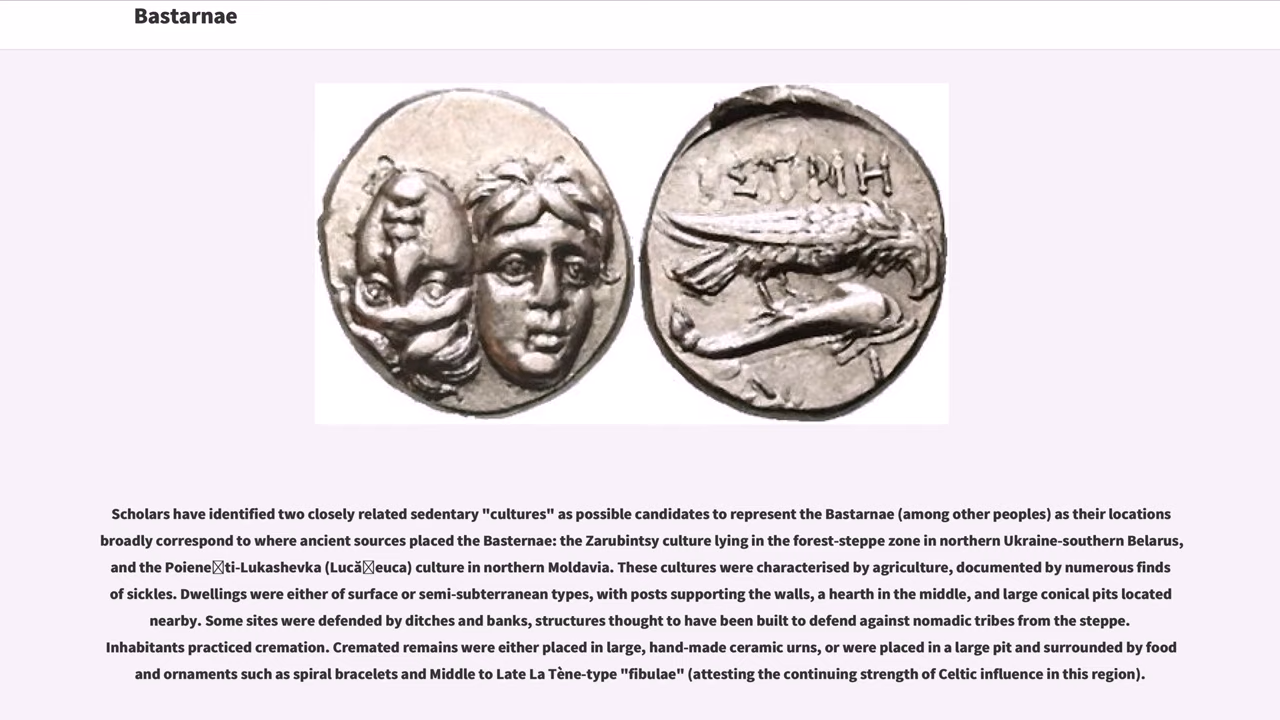 Bastarnae
ΙΣΤΡΙΗ
Scholars have identified two closely related sedentary "cultures" as possible candidates to represent the Bastarnae (among other peoples) as their locations
broadly correspond to where ancient sources placed the Basternae: the Zarubintsy culture lying in the forest-steppe zone in northern Ukraine-southern Belarus,
and the Poiene□ti-Lukashevka (Lucă□euca) culture in northern Moldavia. These cultures were characterised by agriculture, documented by numerous finds
of sickles. Dwellings were either of surface or semi-subterranean types, with posts supporting the walls, a hearth in the middle, and large conical pits located
nearby. Some sites were defended by ditches and banks, structures thought to have been built to defend against nomadic tribes from the steppe.
Inhabitants practiced cremation. Cremated remains were either placed in large, hand-made ceramic urns, or were placed in a large pit and surrounded by food
and ornaments such as spiral bracelets and Middle to Late La Tène-type "fibulae" (attesting the continuing strength of Celtic influence in this region).